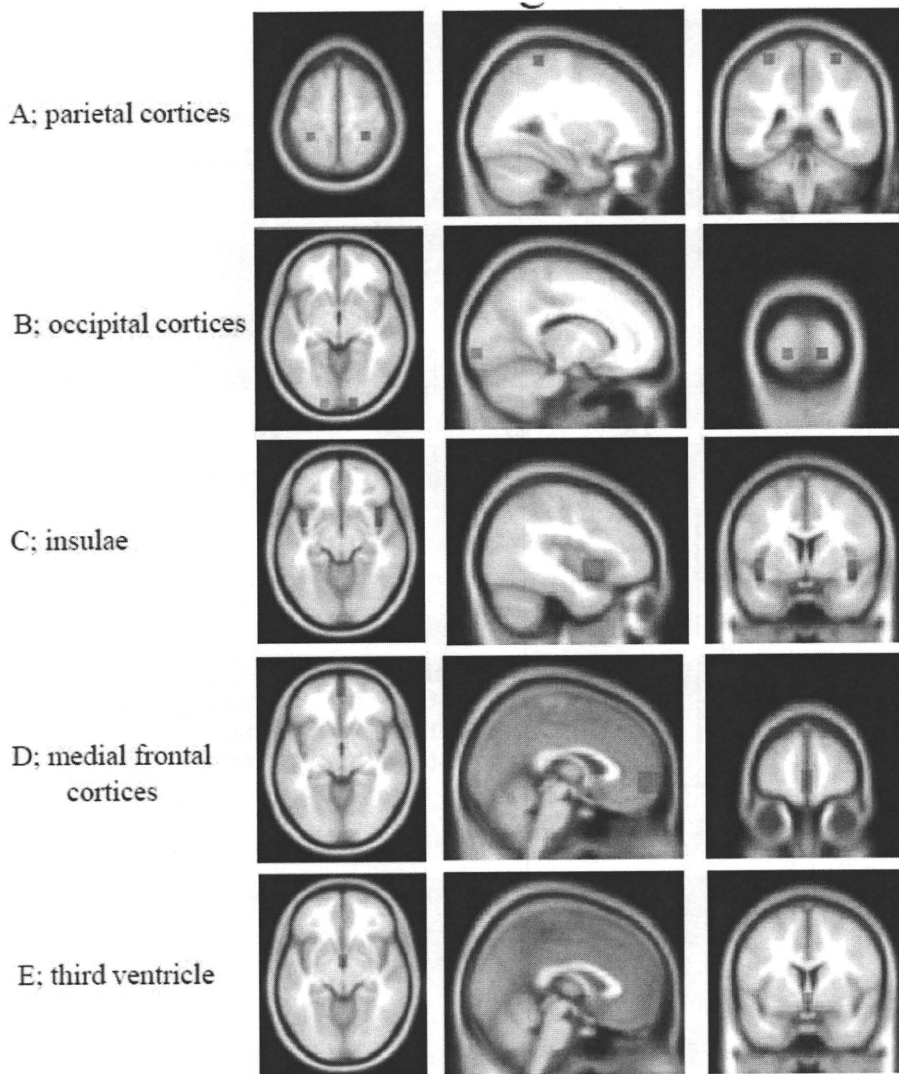 A; parietal cortices
B; occipital cortices
C; insulae
D; medial frontal
cortices
E; third ventricle